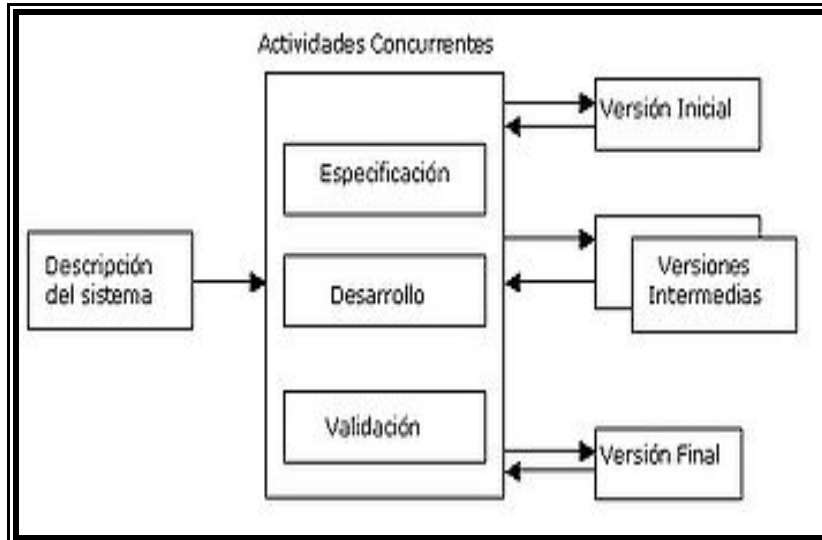 Actividades Concurrentes
Descripción
del sistema
Especificación
Desarrollo
Validación
Versión Inicial
Versiones
Intermedias
Versión Final